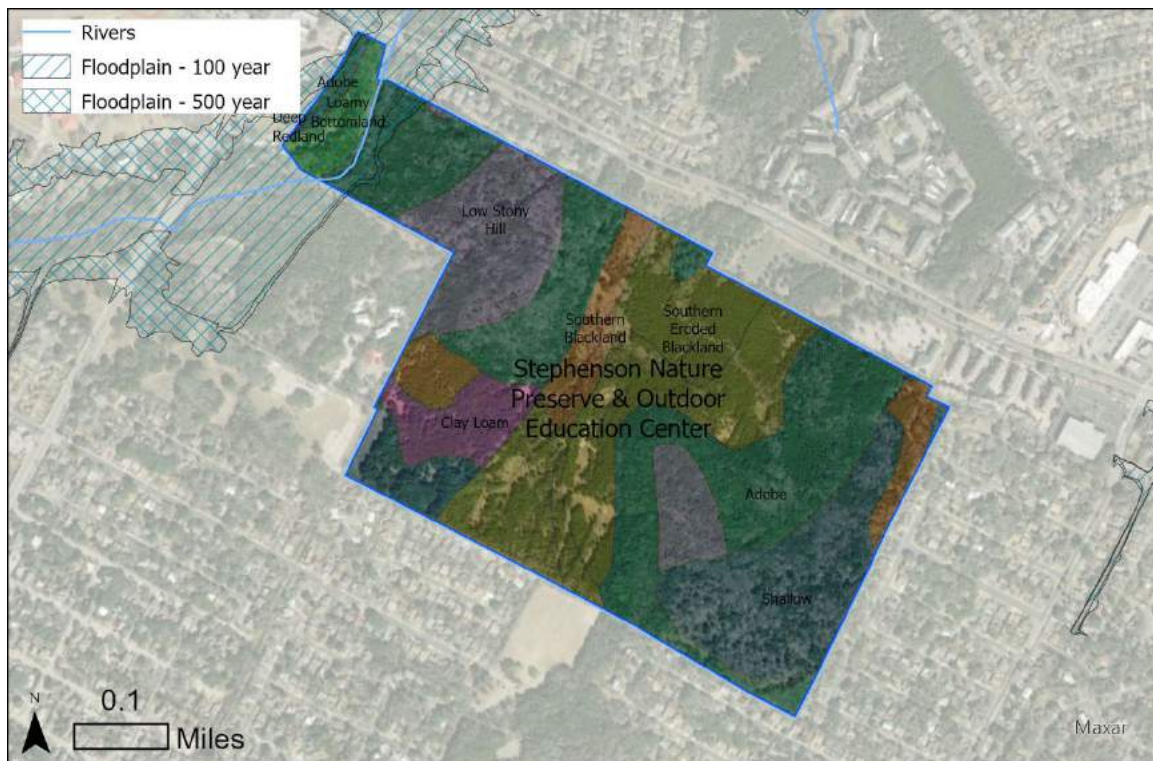 Rivers
Floodplain - 100 year
Floodplain - 500 year
Adobe
Loamy
Bottomland
Deep
Redland
Low Stony
Hill
Southern
Blackland
Southern
Eroded
Blackland
Stephenson Nature
Preserve & Outdoor
Education Center
Clay Loam
Adobe
Shallow
N
0.1
Miles
Maxar